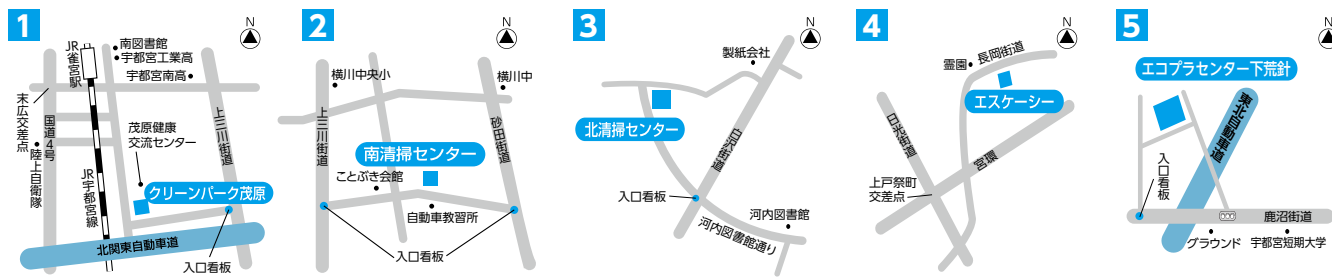 1
N
JR雀宮駅
南図書館
宇都宮工業高
宇都宮南高
末広交差点
国道4号
陸上自衛隊
茂原健康
交流センター
上三川街道
JR宇都宮線
クリーンパーク茂原
北関東自動車道
入口看板
2
N
横川中央小
横川中
上三川街道
砂田街道
南清掃センター
ことぶき会館
自動車教習所
入口看板
3
N
製紙会社
北清掃センター
白沢街道
入口看板
河内図書館
河内図書館通り
4
N
長岡街道
霊園
エスケーシー
日光街道
宮環
上戸祭町
交差点
5
N
エコプラセンター下荒針
東北自動車道
入口看板
鹿沼街道
グラウンド
宇都宮短期大学